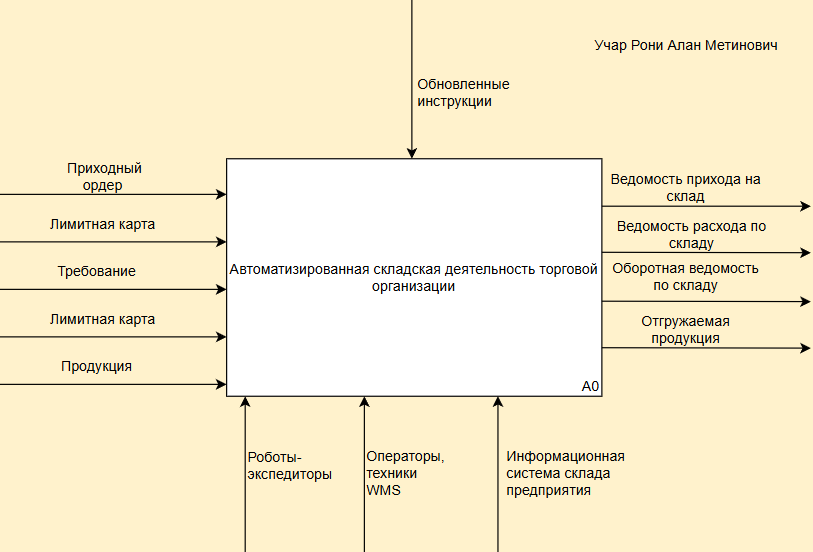 Учар Рони Алан Метинович
Обновленные
инструкции
Приходный
ордер
Лимитная карта
Требование
Лимитная карта
Продукция
Автоматизированная складская деятельность торговой
организации
A0
Ведомость прихода на
склад
Ведомость расхода по
складу
Оборотная ведомость
по складу
Отгружаемая
продукция
Роботы-
экспедиторы
Операторы,
техники
WMS
Информационная
система склада
предприятия